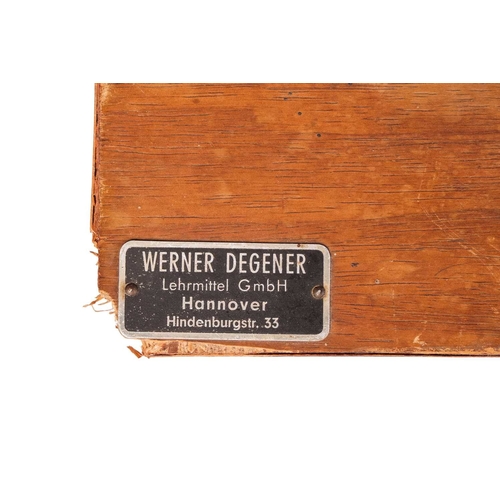 WERNER DEGENER
Lehrmittel GmbH
Hannover
Hindenburgstr. 33